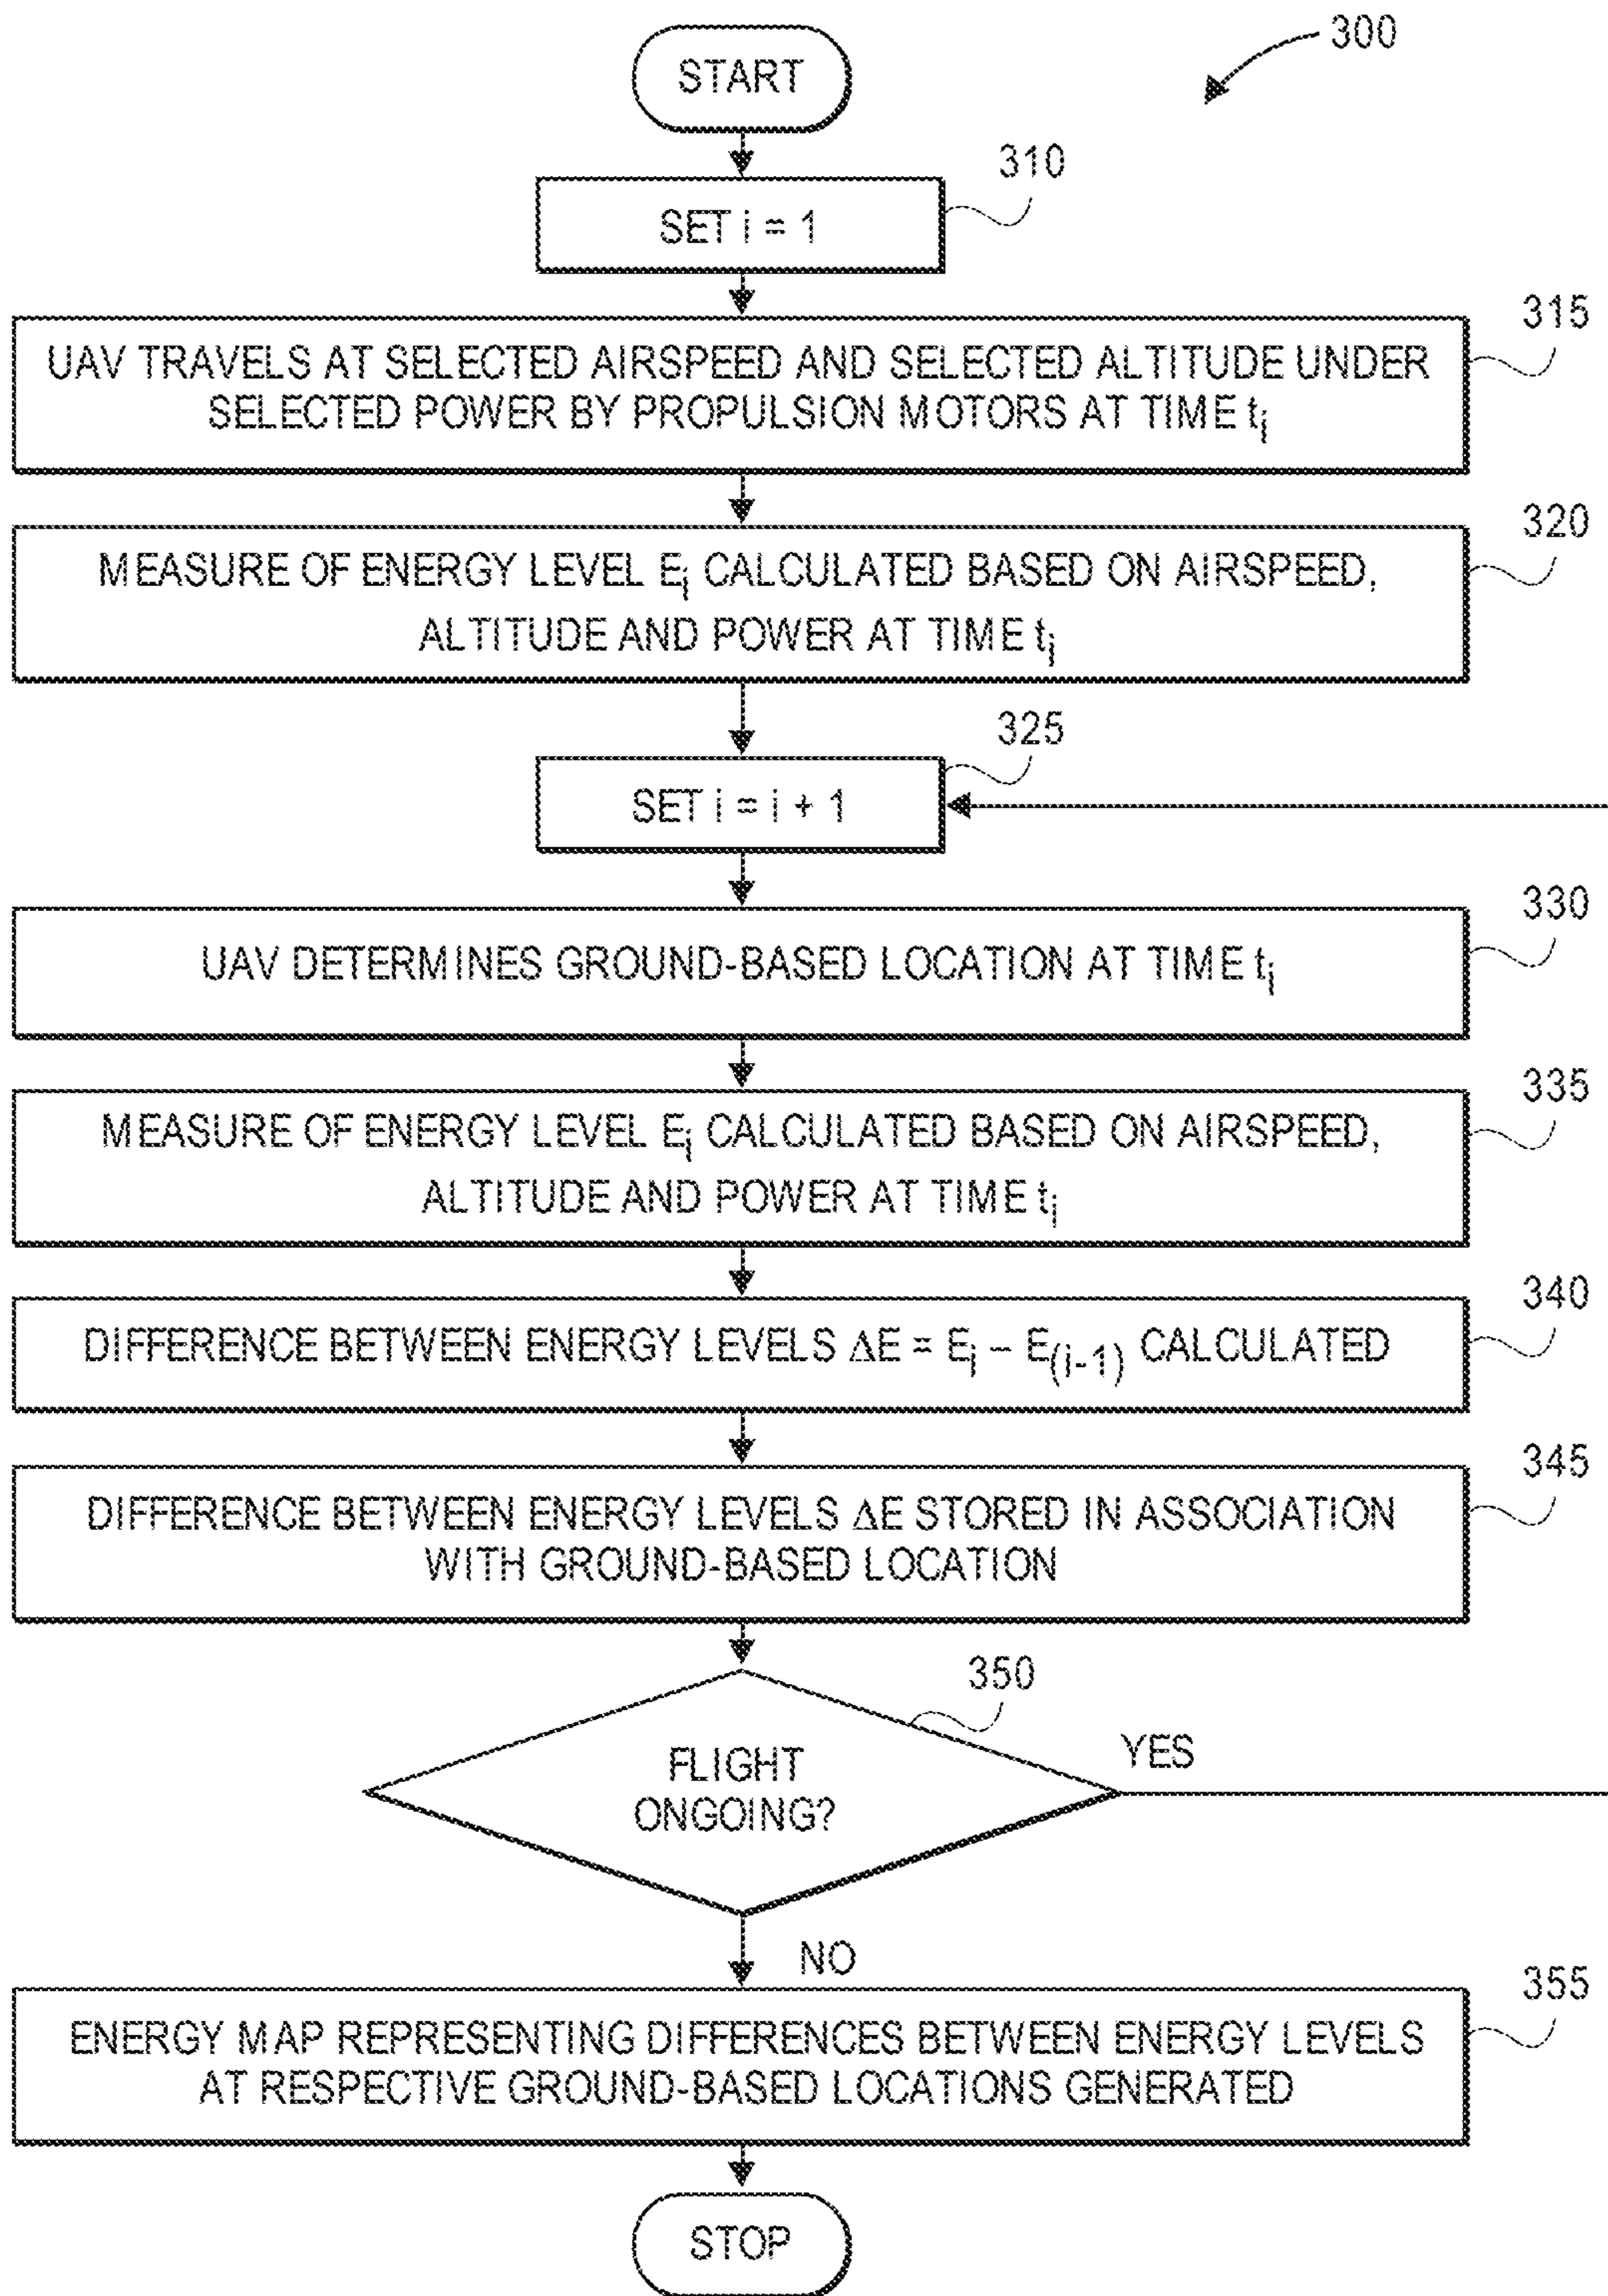 300
START
310
SET i = 1
315
UAV TRAVELS AT SELECTED AIRSPEED AND SELECTED ALTITUDE UNDER
SELECTED POWER BY PROPULSION MOTORS AT TIME ti
320
MEASURE OF ENERGY LEVEL Ei CALCULATED BASED ON AIRSPEED,
ALTITUDE AND POWER AT TIME ti
325
SET i = i + 1
330
UAV DETERMINES GROUND-BASED LOCATION AT TIME ti
335
MEASURE OF ENERGY LEVEL Ei CALCULATED BASED ON AIRSPEED,
ALTITUDE AND POWER AT TIME ti
340
DIFFERENCE BETWEEN ENERGY LEVELS ΔE = Ei – E(i-1) CALCULATED
345
DIFFERENCE BETWEEN ENERGY LEVELS ΔE STORED IN ASSOCIATION
WITH GROUND-BASED LOCATION
350
FLIGHT
ONGOING?
YES
NO
355
ENERGY MAP REPRESENTING DIFFERENCES BETWEEN ENERGY LEVELS
AT RESPECTIVE GROUND-BASED LOCATIONS GENERATED
STOP